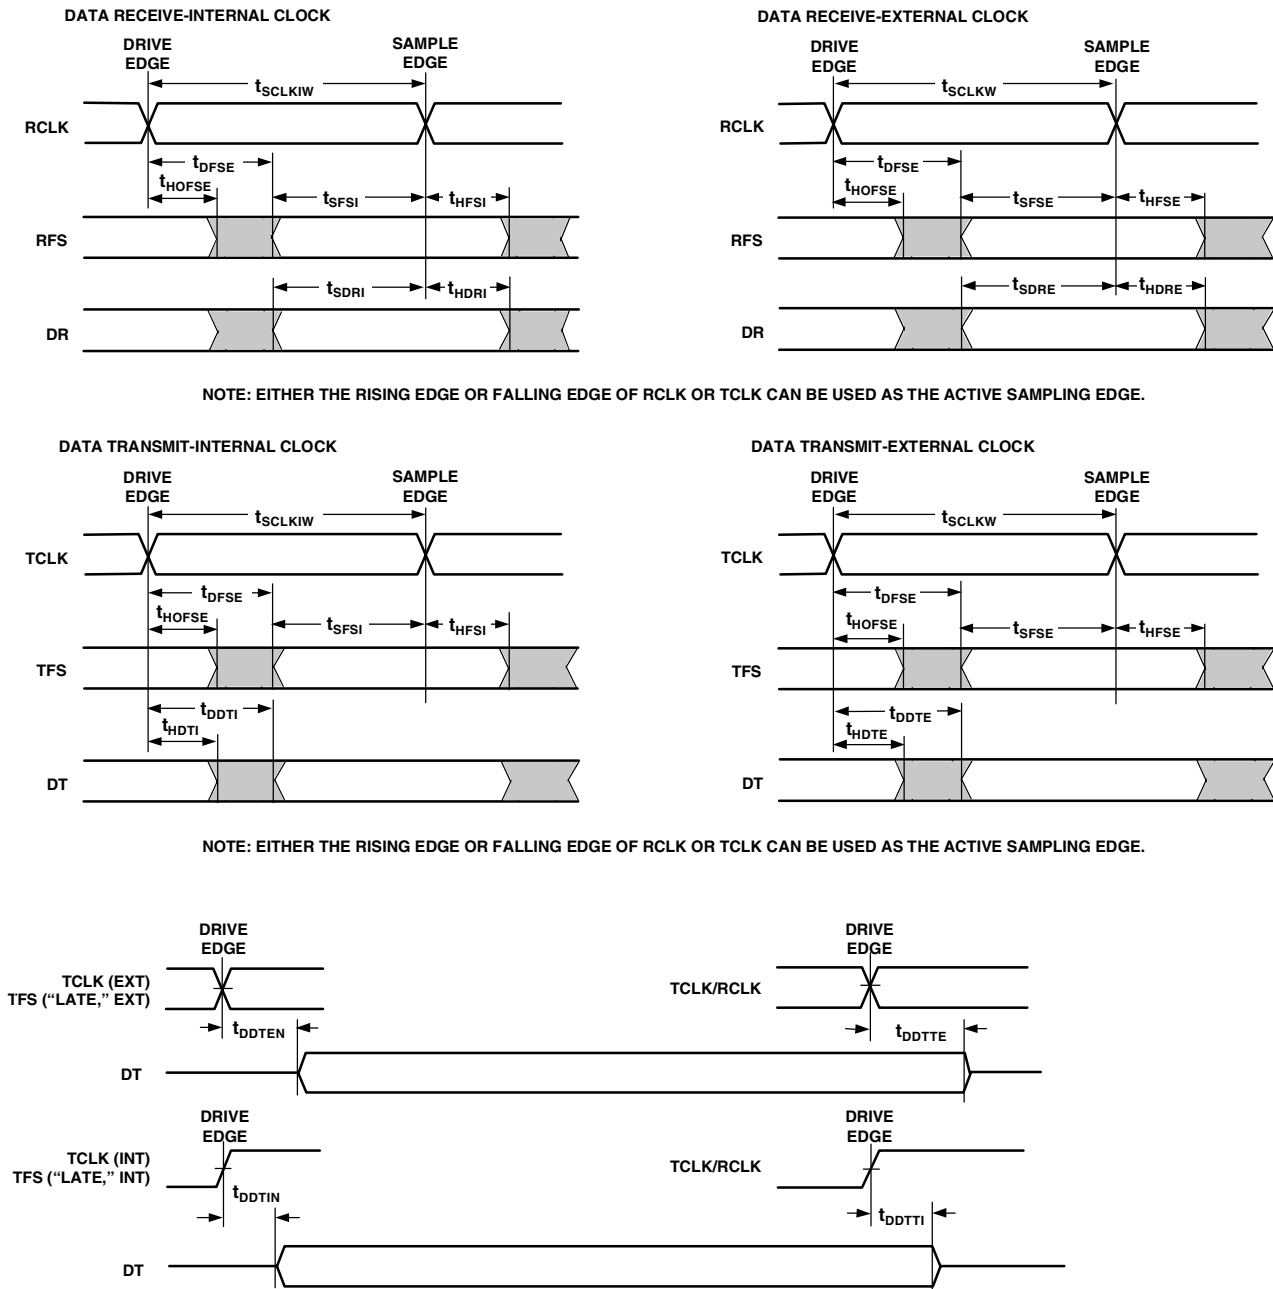 DATA RECEIVE-INTERNAL CLOCK
DRIVE EDGE
SAMPLE EDGE
tSCLKIW
RCLK
tDFSE
tHOFSE
tSFSI
tHFSI
RFS
tSDRI
tHDRI
DR
DATA RECEIVE-EXTERNAL CLOCK
DRIVE EDGE
SAMPLE EDGE
tSCLKW
RCLK
tDFSE
tHOFSE
tSFSE
tHFSE
RFS
tSDRE
tHDRE
DR
NOTE: EITHER THE RISING EDGE OR FALLING EDGE OF RCLK OR TCLK CAN BE USED AS THE ACTIVE SAMPLING EDGE.
DATA TRANSMIT-INTERNAL CLOCK
DRIVE EDGE
SAMPLE EDGE
tSCLKIW
TCLK
tDFSE
tHOFSE
tSFSI
tHFSI
TFS
tDDTI
tHDTI
DT
DATA TRANSMIT-EXTERNAL CLOCK
DRIVE EDGE
SAMPLE EDGE
tSCLKW
TCLK
tDFSE
tHOFSE
tSFSE
tHFSE
TFS
tDDTE
tHDTE
DT
NOTE: EITHER THE RISING EDGE OR FALLING EDGE OF RCLK OR TCLK CAN BE USED AS THE ACTIVE SAMPLING EDGE.
DRIVE EDGE
TCLK (EXT)
TFS (“LATE,” EXT)
tDDTEN
DRIVE EDGE
TCLK/RCLK
tDDTTE
DT
DRIVE EDGE
TCLK (INT)
TFS (“LATE,” INT)
tDDTIN
DRIVE EDGE
TCLK/RCLK
tDDTTI
DT